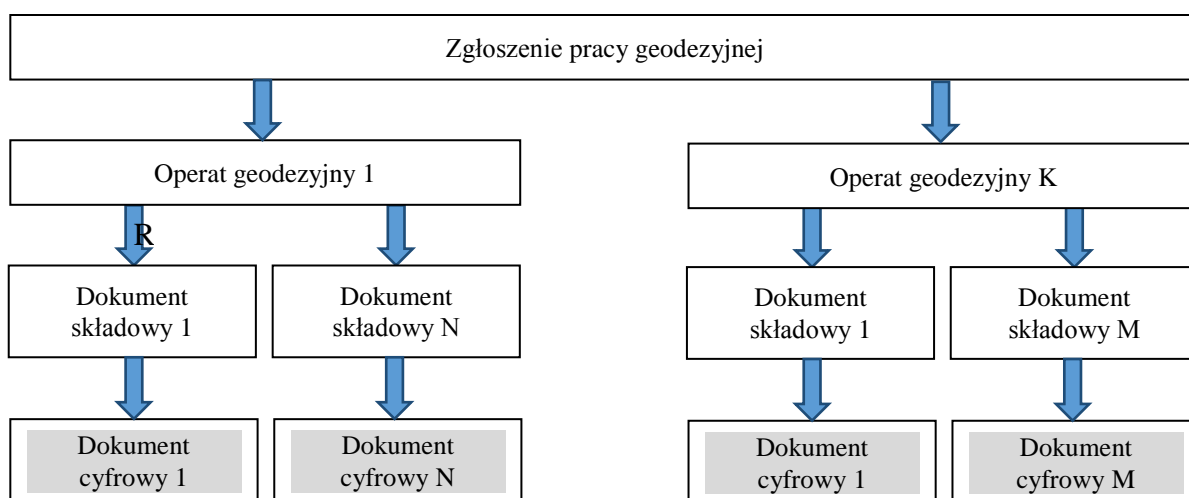 Zgłoszenie pracy geodezyjnej
Operat geodezyjny 1
Operat geodezyjny K
R
Dokument
składowy 1
Dokument
składowy N
Dokument
składowy 1
Dokument
składowy M
Dokument
cyfrowy 1
Dokument
cyfrowy N
Dokument
cyfrowy 1
Dokument
cyfrowy M